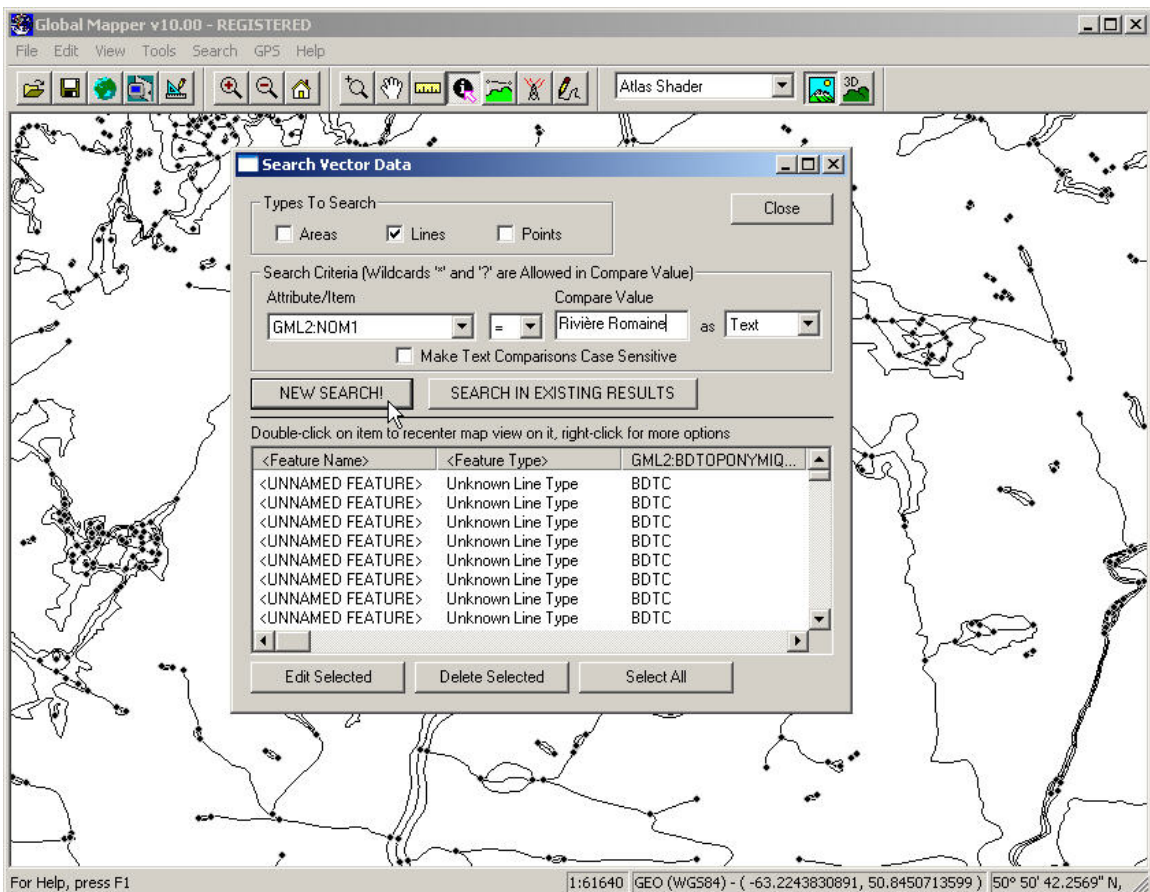 Global Mapper v10.00 - REGISTERED
File Edit View Tools Search GPS Help
Atlas Shader
3D
Search Vector Data
Types To Search
Close
Areas Lines Points
Search Criteria (Wildcards '*' and '?' are Allowed in Compare Value)
Attribute/Item Compare Value
GML2:NOM1 = Rivière Romaine as Text
Make Text Comparisons Case Sensitive
NEW SEARCH! SEARCH IN EXISTING RESULTS
Double-click on item to recenter map view on it, right-click for more options
<Feature Name> <Feature Type> GML2:BDTOPONYMIQ...
<UNNAMED FEATURE> Unknown Line Type BDTC
<UNNAMED FEATURE> Unknown Line Type BDTC
<UNNAMED FEATURE> Unknown Line Type BDTC
<UNNAMED FEATURE> Unknown Line Type BDTC
<UNNAMED FEATURE> Unknown Line Type BDTC
<UNNAMED FEATURE> Unknown Line Type BDTC
<UNNAMED FEATURE> Unknown Line Type BDTC
<UNNAMED FEATURE> Unknown Line Type BDTC
Edit Selected Delete Selected Select All
For Help, press F1 1:61640 GEO (WGS84) - ( -63.2243830891, 50.8450713599 ) 50° 50' 42.2569" N,